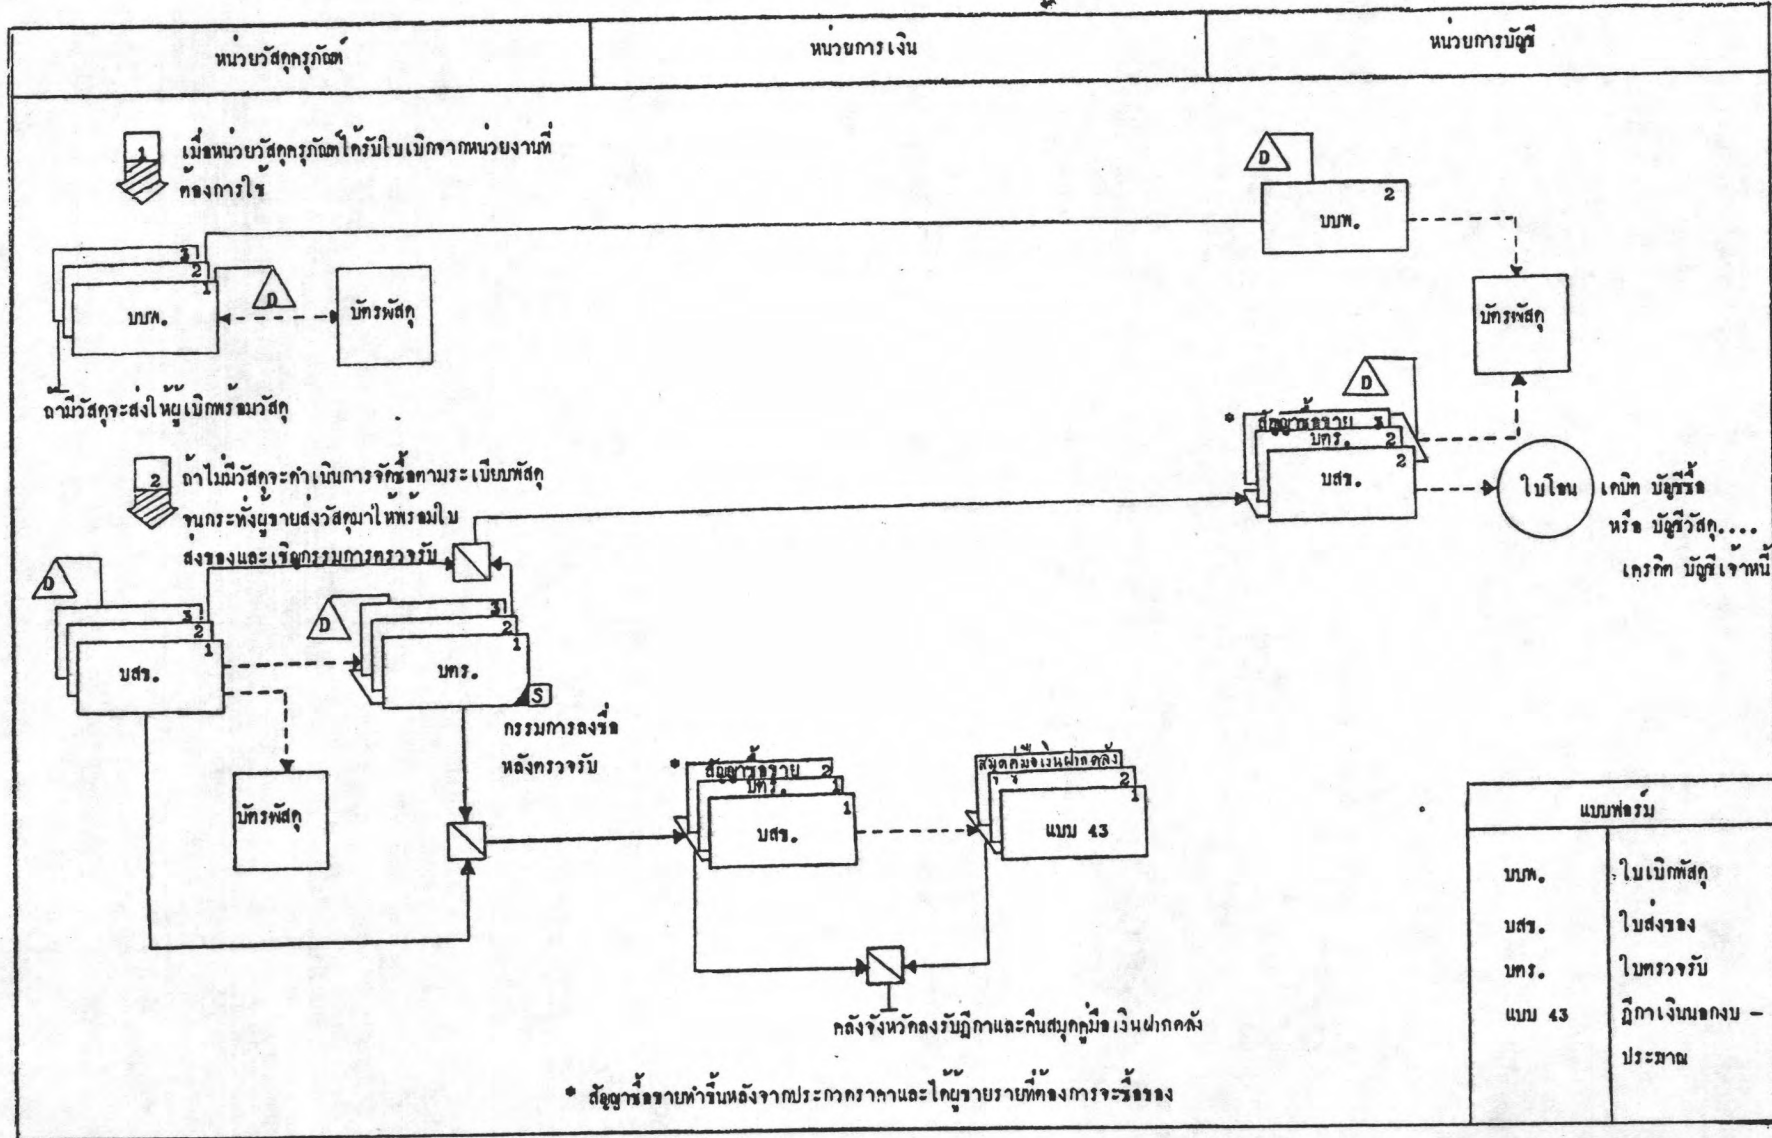 หน่วยวัสดุครุภัณฑ์
หน่วยการเงิน
หน่วยการบัญชี
1
เมื่อหน่วยวัสดุครุภัณฑ์ได้รับใบเบิกจากหน่วยงานที่
ต้องการใช้
3
2
1
บบพ.
D
บัตรพัสดุ
ถ้ามีวัสดุจะส่งให้ผู้เบิกพร้อมวัสดุ
D
2
บบพ.
บัตรพัสดุ
D
* สัญญาซื้อขาย 3
บตร. 2
2
บสข.
ใบโอน
เดบิต บัญชีซื้อ
หรือ บัญชีวัสดุ....
เครดิต บัญชีเจ้าหนี้
2
ถ้าไม่มีวัสดุจะดำเนินการจัดซื้อตามระเบียบพัสดุ
จนกระทั่งผู้ขายส่งวัสดุมาให้พร้อมใบ
ส่งของและเชิญกรรมการตรวจรับ
D
3
2
1
บสข.
D
3
2
1
บตร.
S
กรรมการลงชื่อ
หลังตรวจรับ
บัตรพัสดุ
* สัญญาซื้อขาย 2
บตร. 1
1
บสข.
สมุดคู่มือเงินฝากคลัง
2
1
แบบ 43
คลังจังหวัดลงรับฎีกาและคืนสมุดคู่มือเงินฝากคลัง
* สัญญาซื้อขายทำขึ้นหลังจากประกวดราคาและได้ผู้ขายรายที่ต้องการจะซื้อของ
แบบฟอร์ม
บบพ. ใบเบิกพัสดุ
บสข. ใบส่งของ
บตร. ใบตรวจรับ
แบบ 43 ฎีกาเงินนอกงบ -
ประมาณ